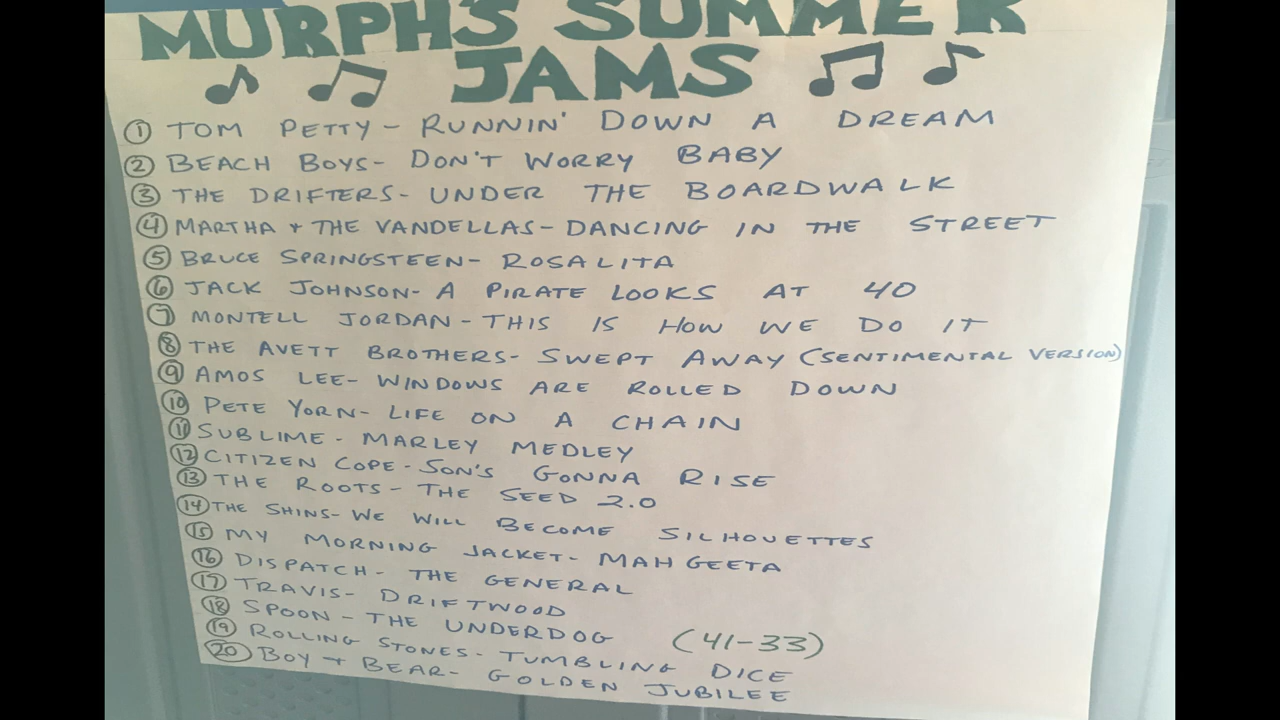 MURPH'S SUMMER
JAMS
① TOM PETTY - RUNNIN' DOWN A DREAM
② BEACH BOYS - DON'T WORRY BABY
③ THE DRIFTERS - UNDER THE BOARDWALK
④ MARTHA + THE VANDELLAS - DANCING IN THE STREET
⑤ BRUCE SPRINGSTEEN - ROSALITA
⑥ JACK JOHNSON - A PIRATE LOOKS AT 40
⑦ MONTELL JORDAN - THIS IS HOW WE DO IT
⑧ THE AVETT BROTHERS - SWEPT AWAY (SENTIMENTAL VERSION)
⑨ AMOS LEE - WINDOWS ARE ROLLED DOWN
⑩ PETE YORN - LIFE ON A CHAIN
⑪ SUBLIME - MARLEY MEDLEY
⑫ CITIZEN COPE - SON'S GONNA RISE
⑬ THE ROOTS - THE SEED 2.0
⑭ THE SHINS - WE WILL BECOME SILHOUETTES
⑮ MY MORNING JACKET - MAHGEETA
⑯ DISPATCH - THE GENERAL
⑰ TRAVIS - DRIFTWOOD
⑱ SPOON - THE UNDERDOG (41-33)
⑲ ROLLING STONES - TUMBLING DICE
⑳ BOY + BEAR - GOLDEN JUBILEE